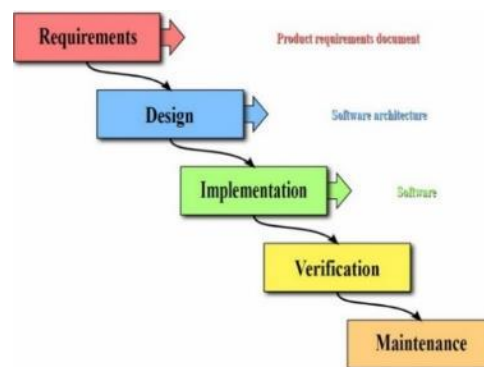 Requirements
Product requirements document
Design
Software architecture
Implementation
Software
Verification
Maintenance